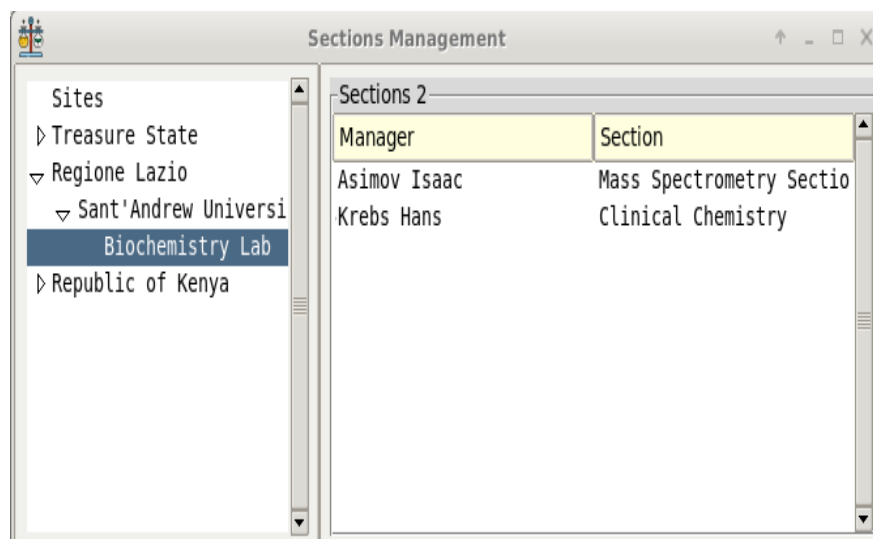 Sections Management
Sites
Treasure State
Regione Lazio
Sant'Andrew Universi
Biochemistry Lab
Republic of Kenya
Sections 2
Manager Section
Asimov Isaac Mass Spectrometry Sectio
Krebs Hans Clinical Chemistry